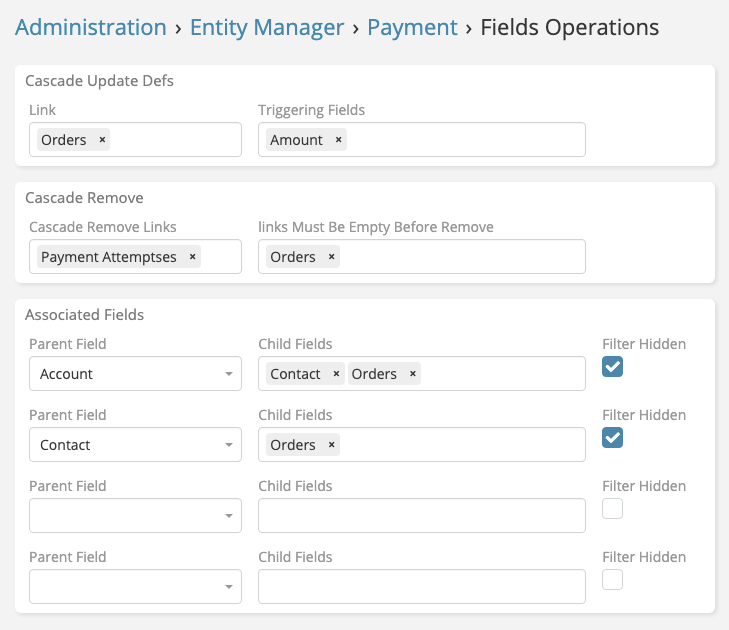 Administration › Entity Manager › Payment › Fields Operations
Cascade Update Defs
Link Triggering Fields
Orders × Amount ×
Cascade Remove
Cascade Remove Links links Must Be Empty Before Remove
Payment Attemptses × Orders ×
Associated Fields
Parent Field Child Fields Filter Hidden
Account Contact × Orders ×
Parent Field Child Fields Filter Hidden
Contact Orders ×
Parent Field Child Fields Filter Hidden
Parent Field Child Fields Filter Hidden